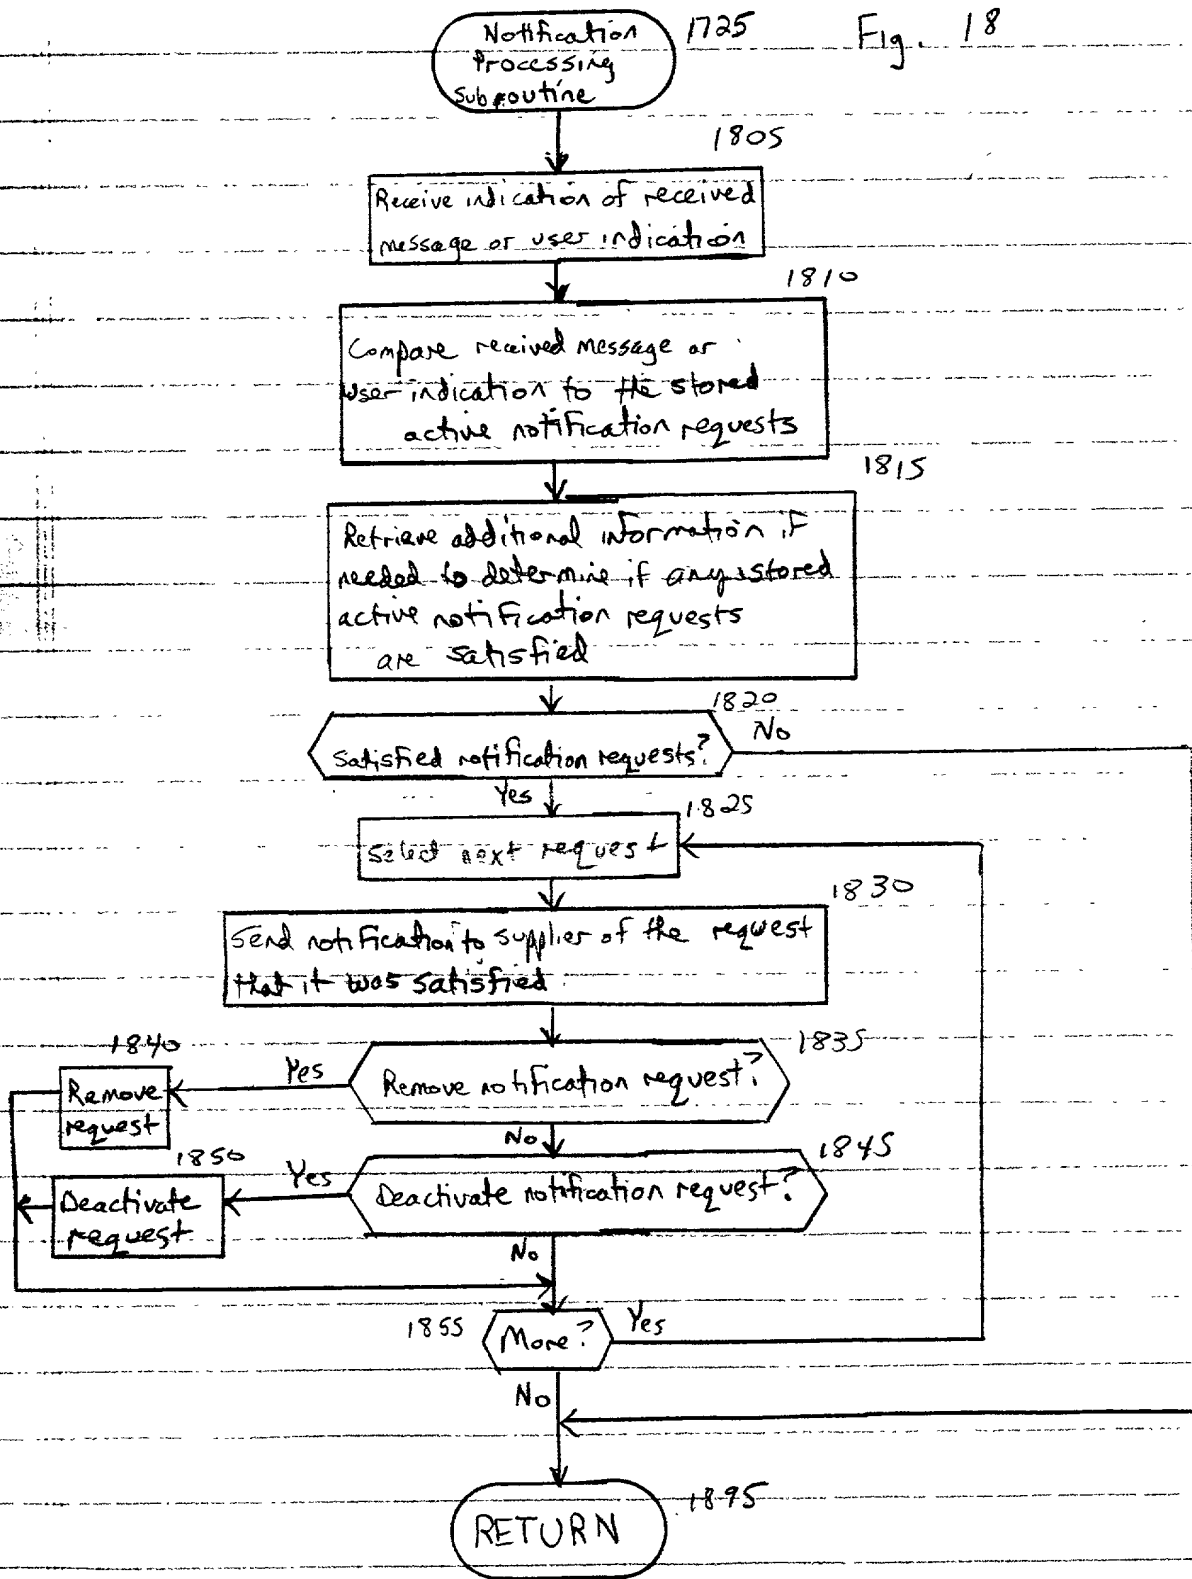 Notification
1725
Fig. 18
Processing
Subroutine
1805
Receive indication of received
message or user indication
1810
Compare received message or
user indication to the stored
active notification requests
1815
Retrieve additional information if
needed to determine if any stored
active notification requests
are satisfied
1820
No
Satisfied notification requests?
Yes
1825
Select next request
1830
Send notification to supplier of the request
that it was satisfied
1835
1840
Yes
Remove notification request?
Remove
request
No
1845
1850
Yes
Deactivate notification request?
Deactivate
request
No
1855
More?
Yes
No
1895
RETURN